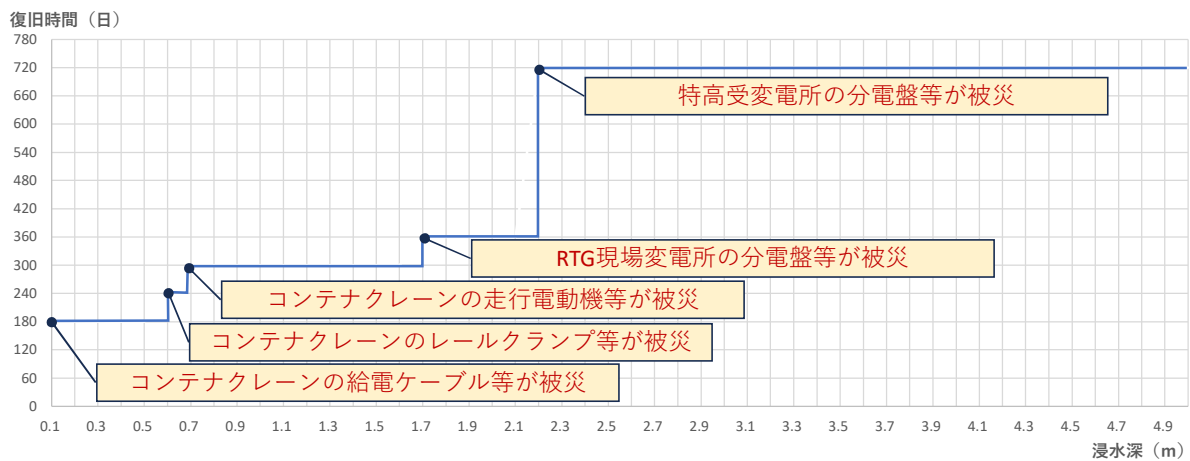 復旧時間（日）
780
720
特高受変電所の分電盤等が被災
660
600
540
480
420
360
RTG現場変電所の分電盤等が被災
300
コンテナクレーンの走行電動機等が被災
240
180
コンテナクレーンのレールクランプ等が被災
120
コンテナクレーンの給電ケーブル等が被災
60
0
0.1 0.3 0.5 0.7 0.9 1.1 1.3 1.5 1.7 1.9 2.1 2.3 2.5 2.7 2.9 3.1 3.3 3.5 3.7 3.9 4.1 4.3 4.5 4.7 4.9
浸水深（m）